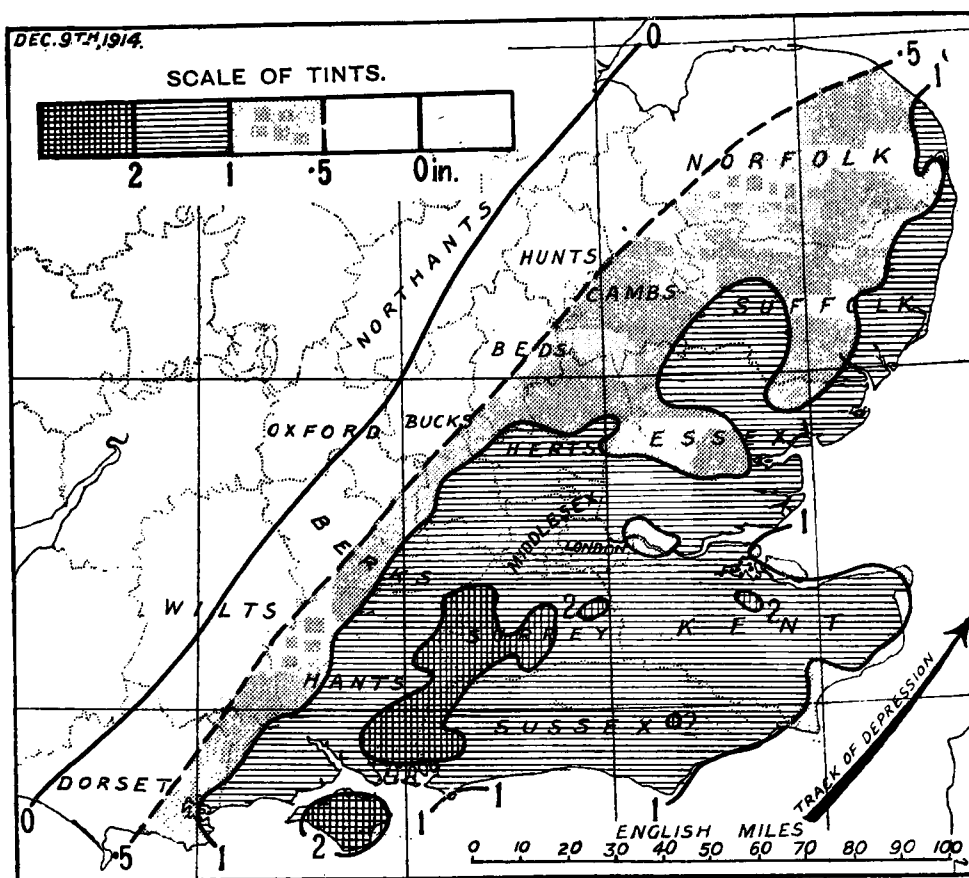 DEC. 9TH, 1914.
SCALE OF TINTS.
2 1 .5 0 in.
0
.5
1
NORFOLK
NORTHANTS
HUNTS
CAMBS
SUFFOLK
BEDS
OXFORD
BUCKS
HERTS
ESSEX
BERKS
MIDDLESEX
LONDON
1
WILTS
2
SURREY
2
KENT
HANTS
SUSSEX
2
DORSET
TRACK OF DEPRESSION
0
.5
1
2
1
1
ENGLISH MILES
0 10 20 30 40 50 60 70 80 90 100